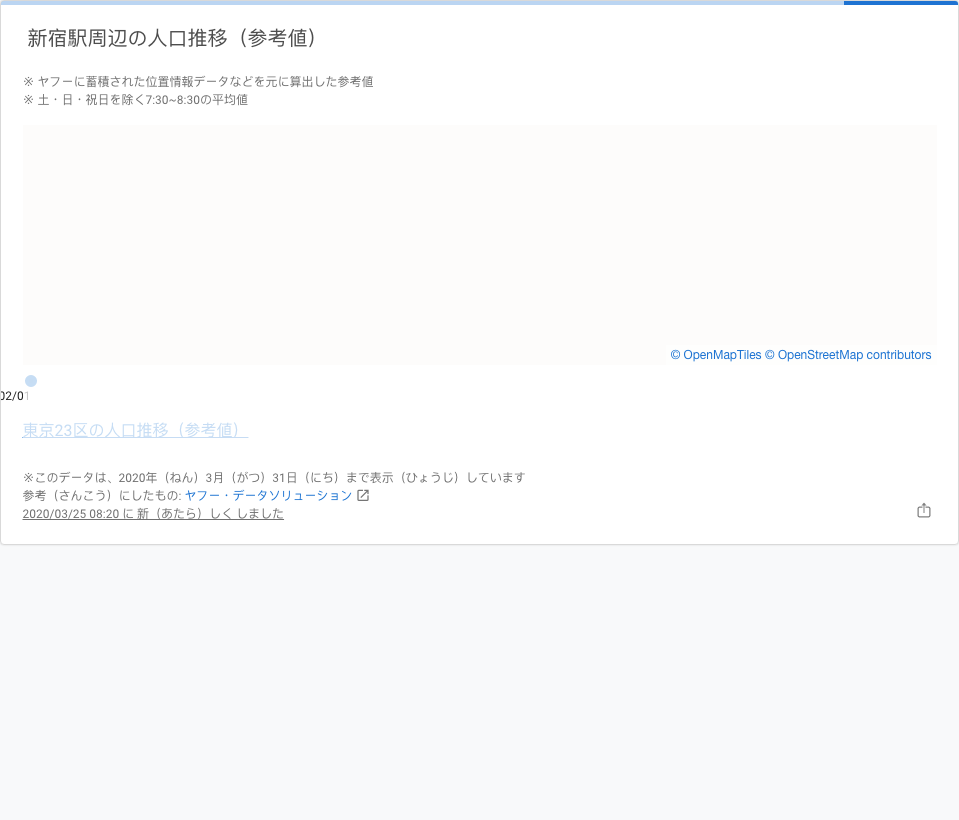 新宿駅周辺の人口推移（参考値）
※ ヤフーに蓄積された位置情報データなどを元に算出した参考値
※ 土・日・祝日を除く7:30~8:30の平均値
© OpenMapTiles © OpenStreetMap contributors
02/01
東京23区の人口推移（参考値）
※このデータは、2020年（ねん）3月（がつ）31日（にち）まで表示（ひょうじ）しています
参考（さんこう）にしたもの: ヤフー・データソリューション
2020/03/25 08:20 に 新（あたら）しく しました